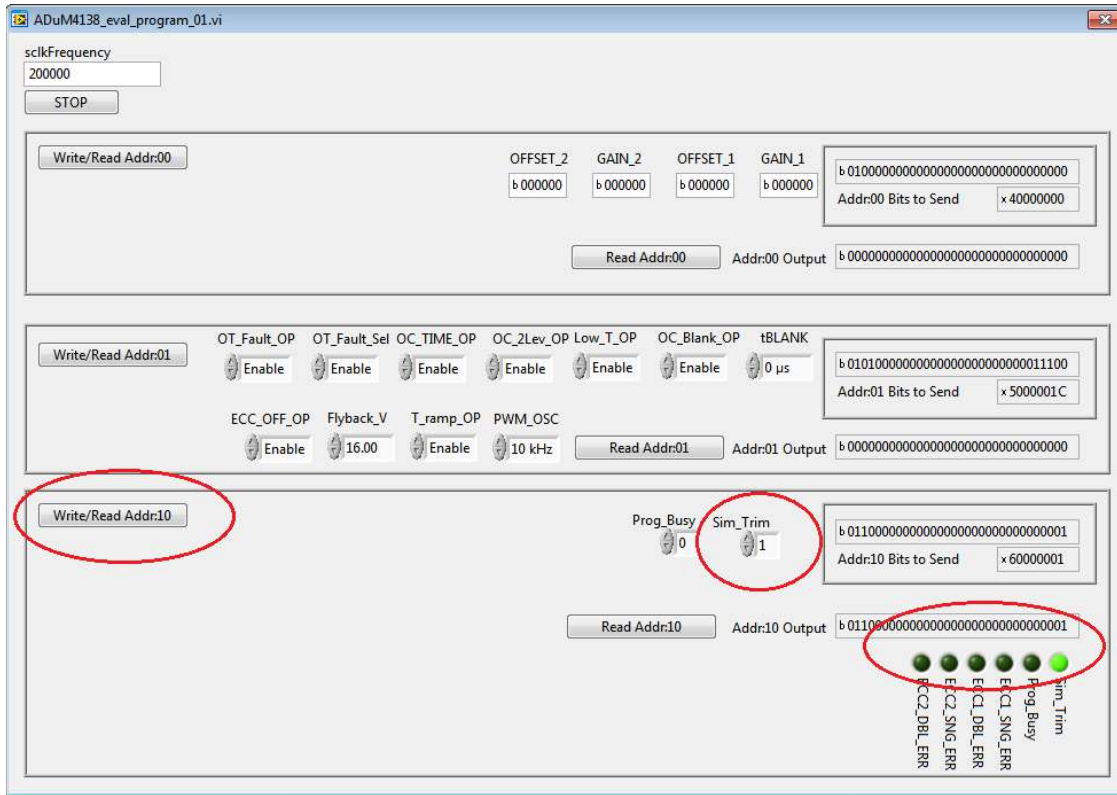 ADuM4138_eval_program_01.vi
sclkFrequency
200000
STOP
Write/Read Addr:00
OFFSET_2 GAIN_2 OFFSET_1 GAIN_1
b 000000 b 000000 b 000000 b 000000
b 01000000000000000000000000000000
Addr:00 Bits to Send x 40000000
Read Addr:00 Addr:00 Output b 00000000000000000000000000000000
Write/Read Addr:01
OT_Fault_OP OT_Fault_Sel OC_TIME_OP OC_2Lev_OP Low_T_OP OC_Blank_OP tBLANK
Enable Enable Enable Enable Enable Enable 0 µs
b 01010000000000000000000000011100
Addr:01 Bits to Send x 5000001C
ECC_OFF_OP Flyback_V T_ramp_OP PWM_OSC
Enable 16.00 Enable 10 kHz
Read Addr:01 Addr:01 Output b 00000000000000000000000000000000
Write/Read Addr:10
Prog_Busy Sim_Trim
0 1
b 01100000000000000000000000000001
Addr:10 Bits to Send x 60000001
Read Addr:10 Addr:10 Output b 01100000000000000000000000000001
ECC2_DBL_ERR
ECC2_SNG_ERR
ECC1_DBL_ERR
ECC1_SNG_ERR
Prog_Busy
Sim_Trim